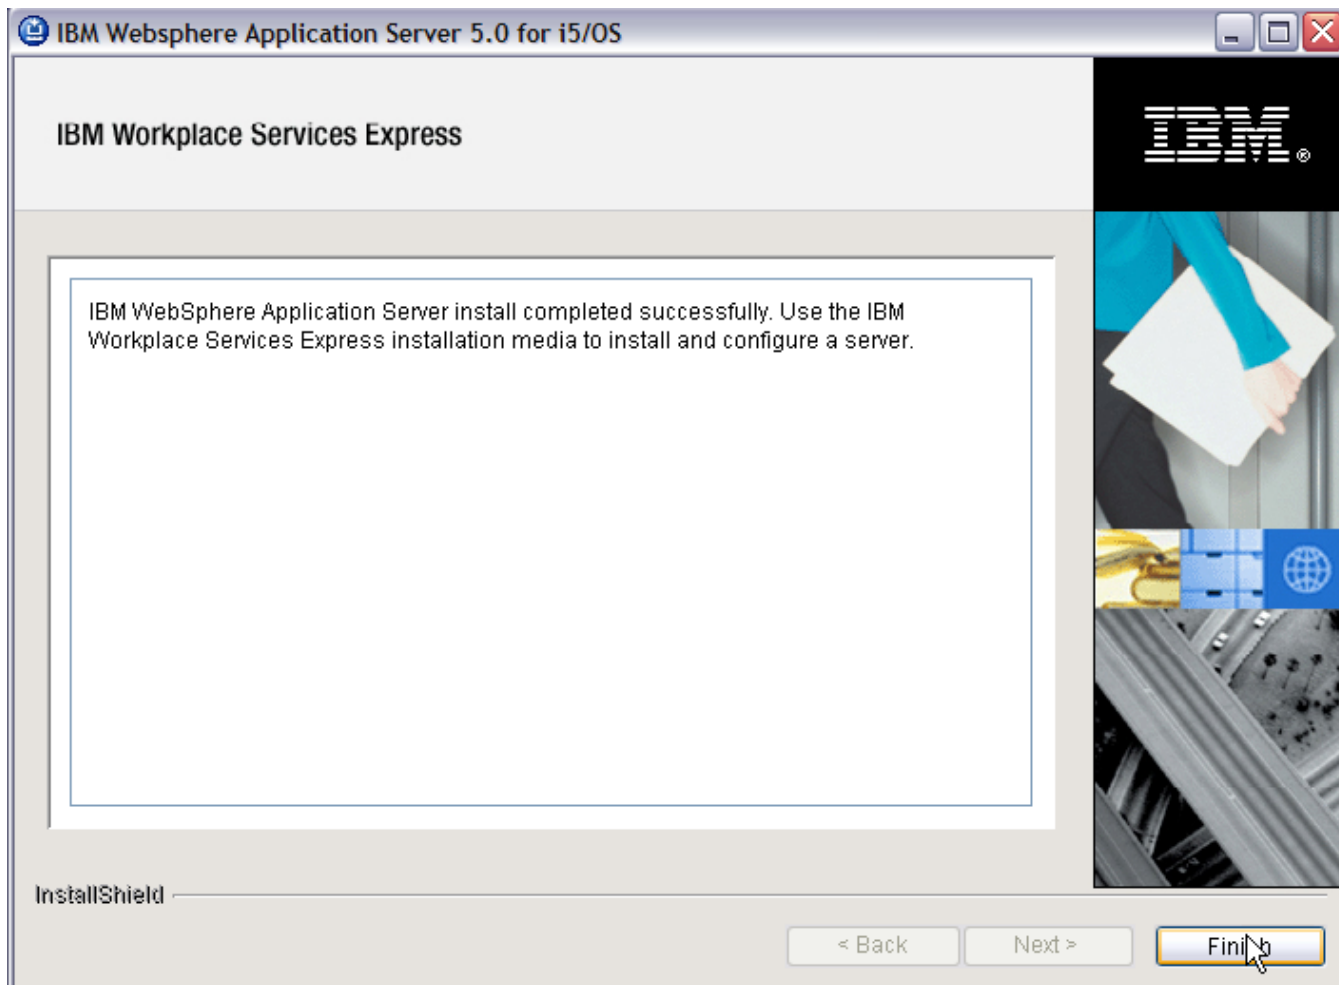 IBM Websphere Application Server 5.0 for i5/OS
IBM Workplace Services Express
IBM®
IBM WebSphere Application Server install completed successfully. Use the IBM
Workplace Services Express installation media to install and configure a server.
InstallShield
< Back
Next >
Finish